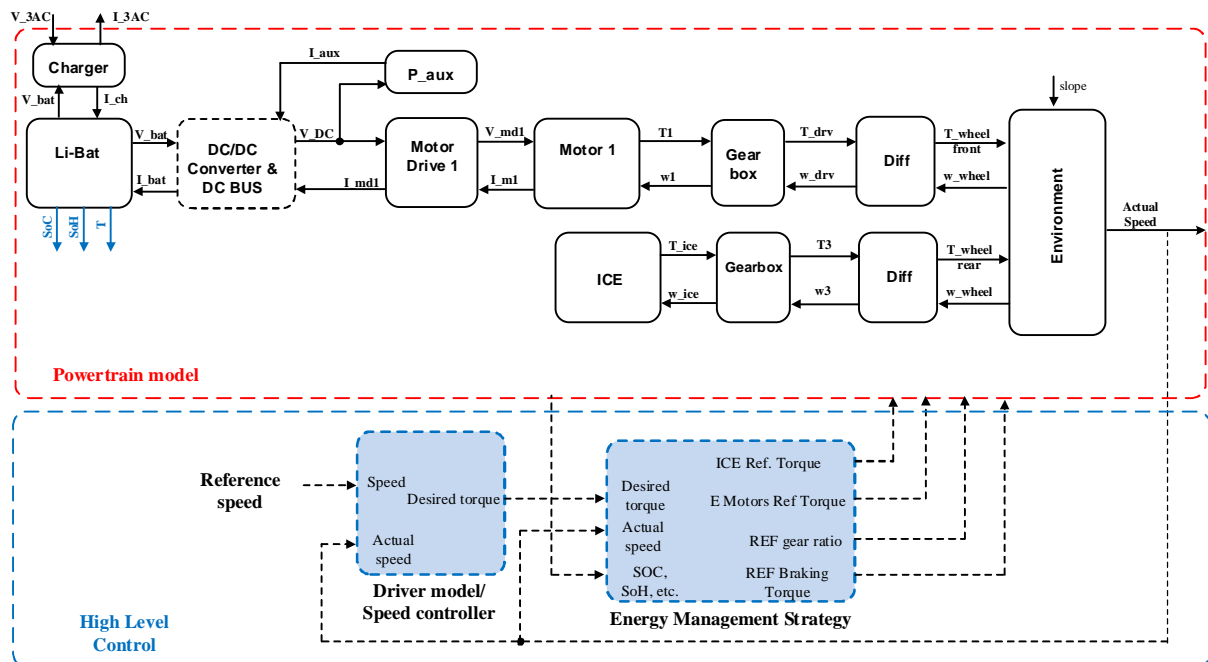 V_3AC
I_3AC
Charger
I_aux
P_aux
V_bat
I_ch
slope
Li-Bat
V_bat
I_bat
DC/DC
Converter &
DC BUS
V_DC
I_md1
Motor
Drive 1
V_md1
I_m1
Motor 1
T1
w1
Gear
box
T_drv
w_drv
Diff
T_wheel
front
w_wheel
Environment
Actual
Speed
SoC
SoH
T
ICE
T_ice
w_ice
Gearbox
T3
w3
Diff
T_wheel
rear
w_wheel
Powertrain model
Reference
speed
Speed
Desired torque
Actual
speed
Driver model/
Speed controller
ICE Ref. Torque
Desired
torque
E Motors Ref Torque
Actual
speed
REF gear ratio
SOC,
SoH, etc.
REF Braking
Torque
Energy Management Strategy
High Level
Control